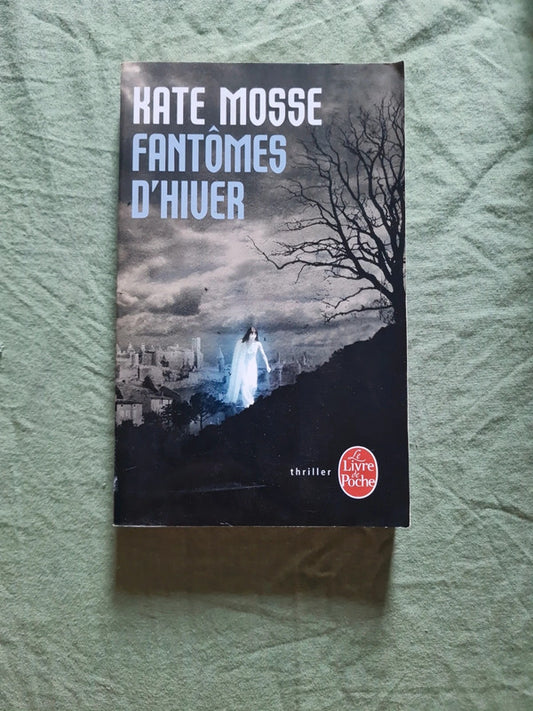 KATE MOSSE
FANTÔMES
D'HIVER
thriller
Le
Livre
de
Poche